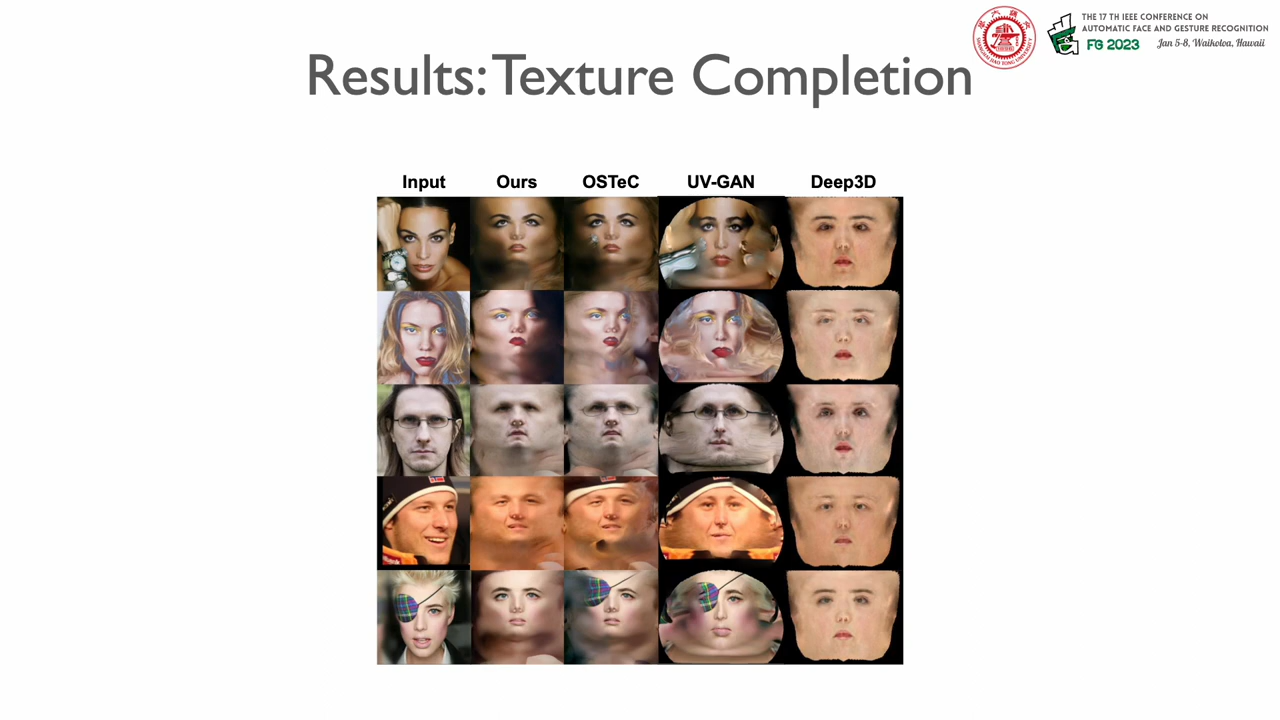 THE 17 TH IEEE CONFERENCE ON
AUTOMATIC FACE AND GESTURE RECOGNITION
FG 2023 Jan 5-8, Waikoloa, Hawaii
Results: Texture Completion
Input Ours OSTeC UV-GAN Deep3D